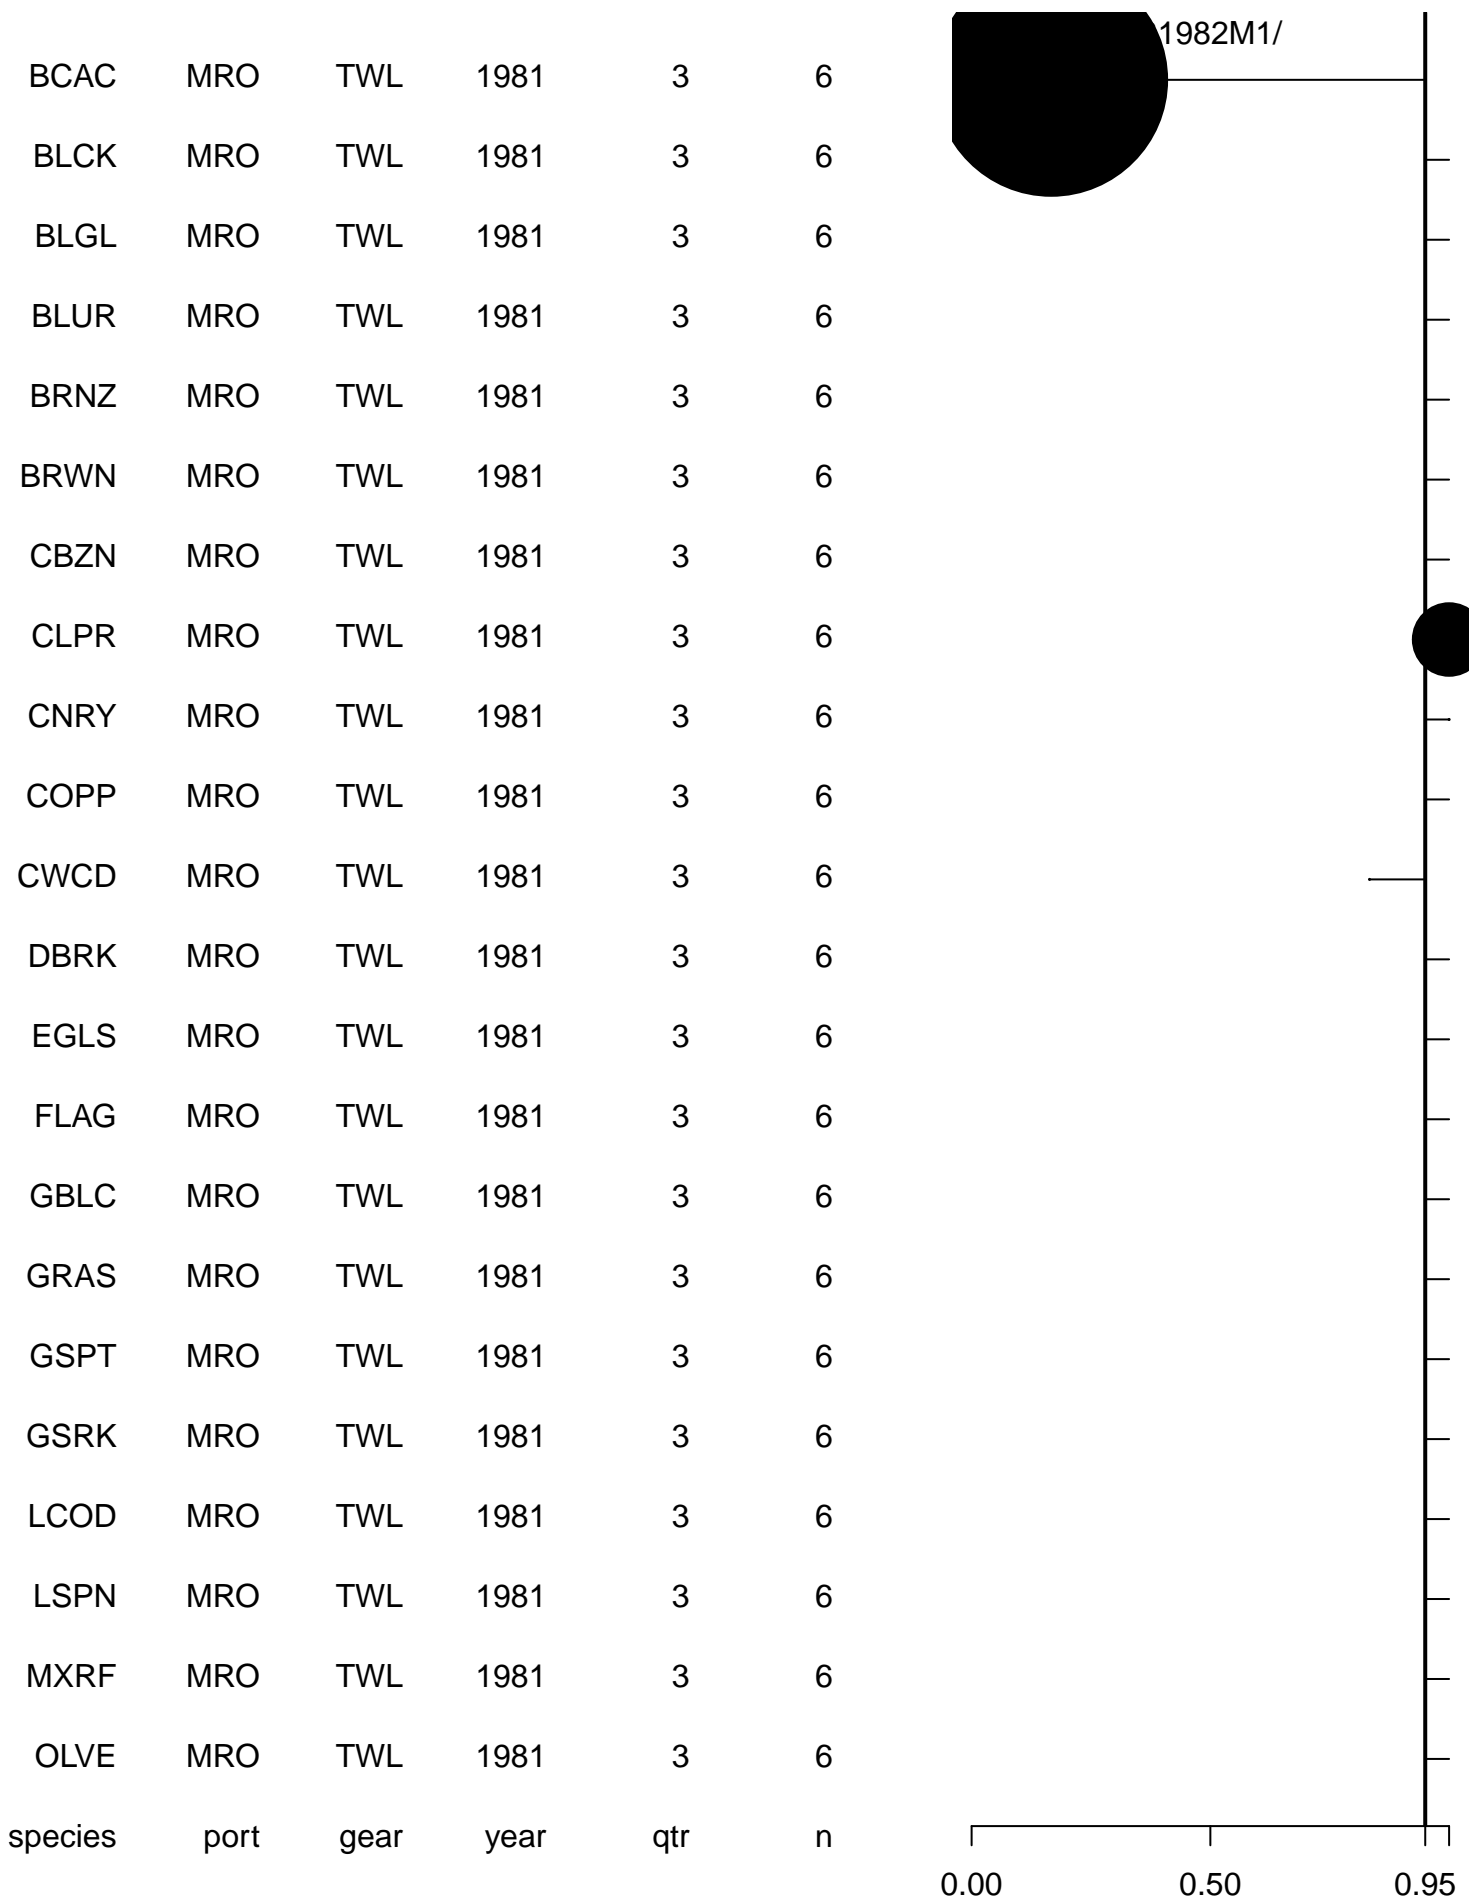 1982M1/
BCAC MRO TWL 1981 3 6
BLCK MRO TWL 1981 3 6
BLGL MRO TWL 1981 3 6
BLUR MRO TWL 1981 3 6
BRNZ MRO TWL 1981 3 6
BRWN MRO TWL 1981 3 6
CBZN MRO TWL 1981 3 6
CLPR MRO TWL 1981 3 6
CNRY MRO TWL 1981 3 6
COPP MRO TWL 1981 3 6
CWCD MRO TWL 1981 3 6
DBRK MRO TWL 1981 3 6
EGLS MRO TWL 1981 3 6
FLAG MRO TWL 1981 3 6
GBLC MRO TWL 1981 3 6
GRAS MRO TWL 1981 3 6
GSPT MRO TWL 1981 3 6
GSRK MRO TWL 1981 3 6
LCOD MRO TWL 1981 3 6
LSPN MRO TWL 1981 3 6
MXRF MRO TWL 1981 3 6
OLVE MRO TWL 1981 3 6
species port gear year qtr n
0.00 0.50 0.95